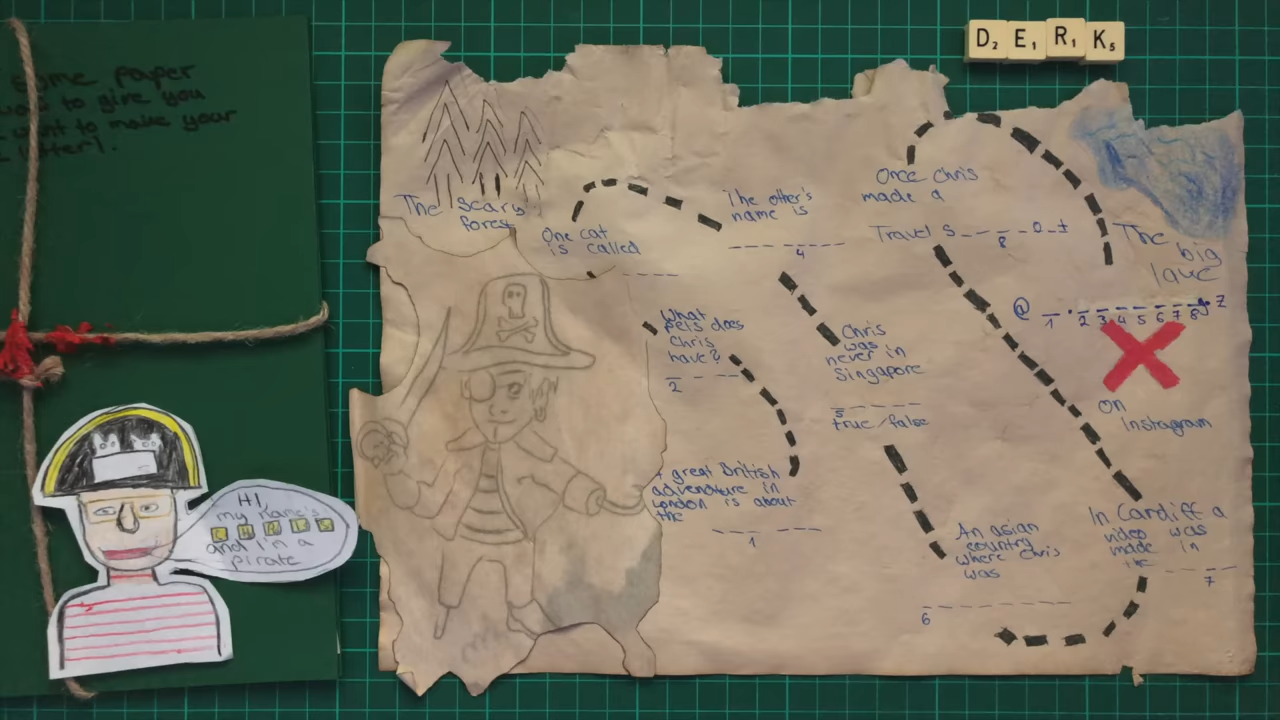 some paper
to give you
want to make your
letter).
HI,
my name's
CHRIS
and I'm a
pirate
DERK
The scary
forest
One cat
is called
The otter's
name is
4
Once Chris
made a
Travel S_ _ _ _ o _ t
8
The
big
@ _ . _ _ _ _ _ _ _ . z
1 2 3 4 5 6 7 8
on
Instagram
What
pets does
Chris
have?
2
Chris
was
never in
Singapore
5
true/false
great British
adventure in
London is about
the
1
An asian
country
where Chris
was
6
In Cardiff a
video was
made in
the
7